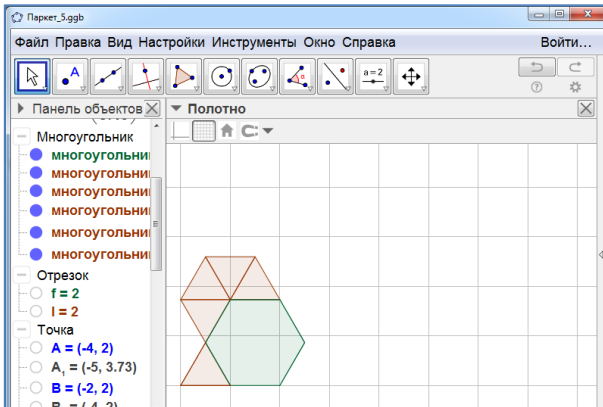 Паркет_5.ggb
Файл Правка Вид Настройки Инструменты Окно Справка Войти...
A a = 2
Панель объектов Полотно
Многоугольник
многоугольни
многоугольни
многоугольни
многоугольни
многоугольни
многоугольни
Отрезок
f = 2
l = 2
Точка
A = (-4, 2)
A₁ = (-5, 3.73)
B = (-2, 2)